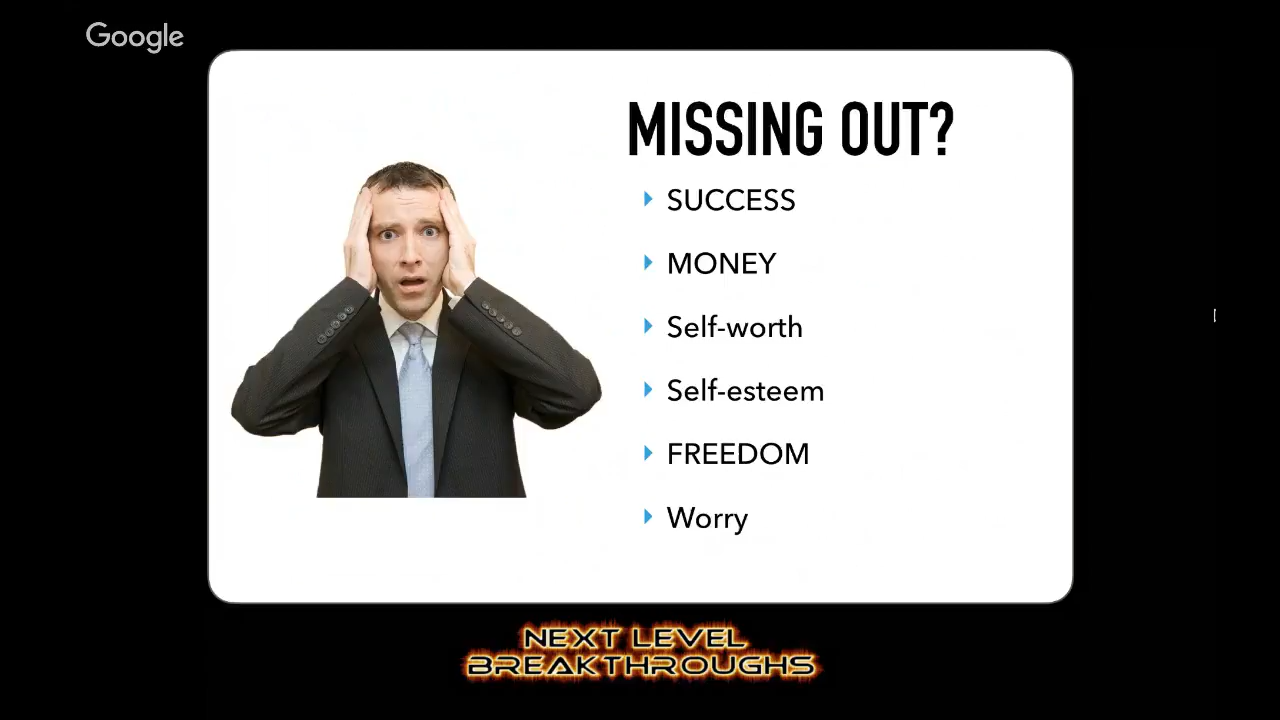 Google
MISSING OUT?
SUCCESS
MONEY
Self-worth
Self-esteem
FREEDOM
Worry
NEXT LEVEL
BREAKTHROUGHS